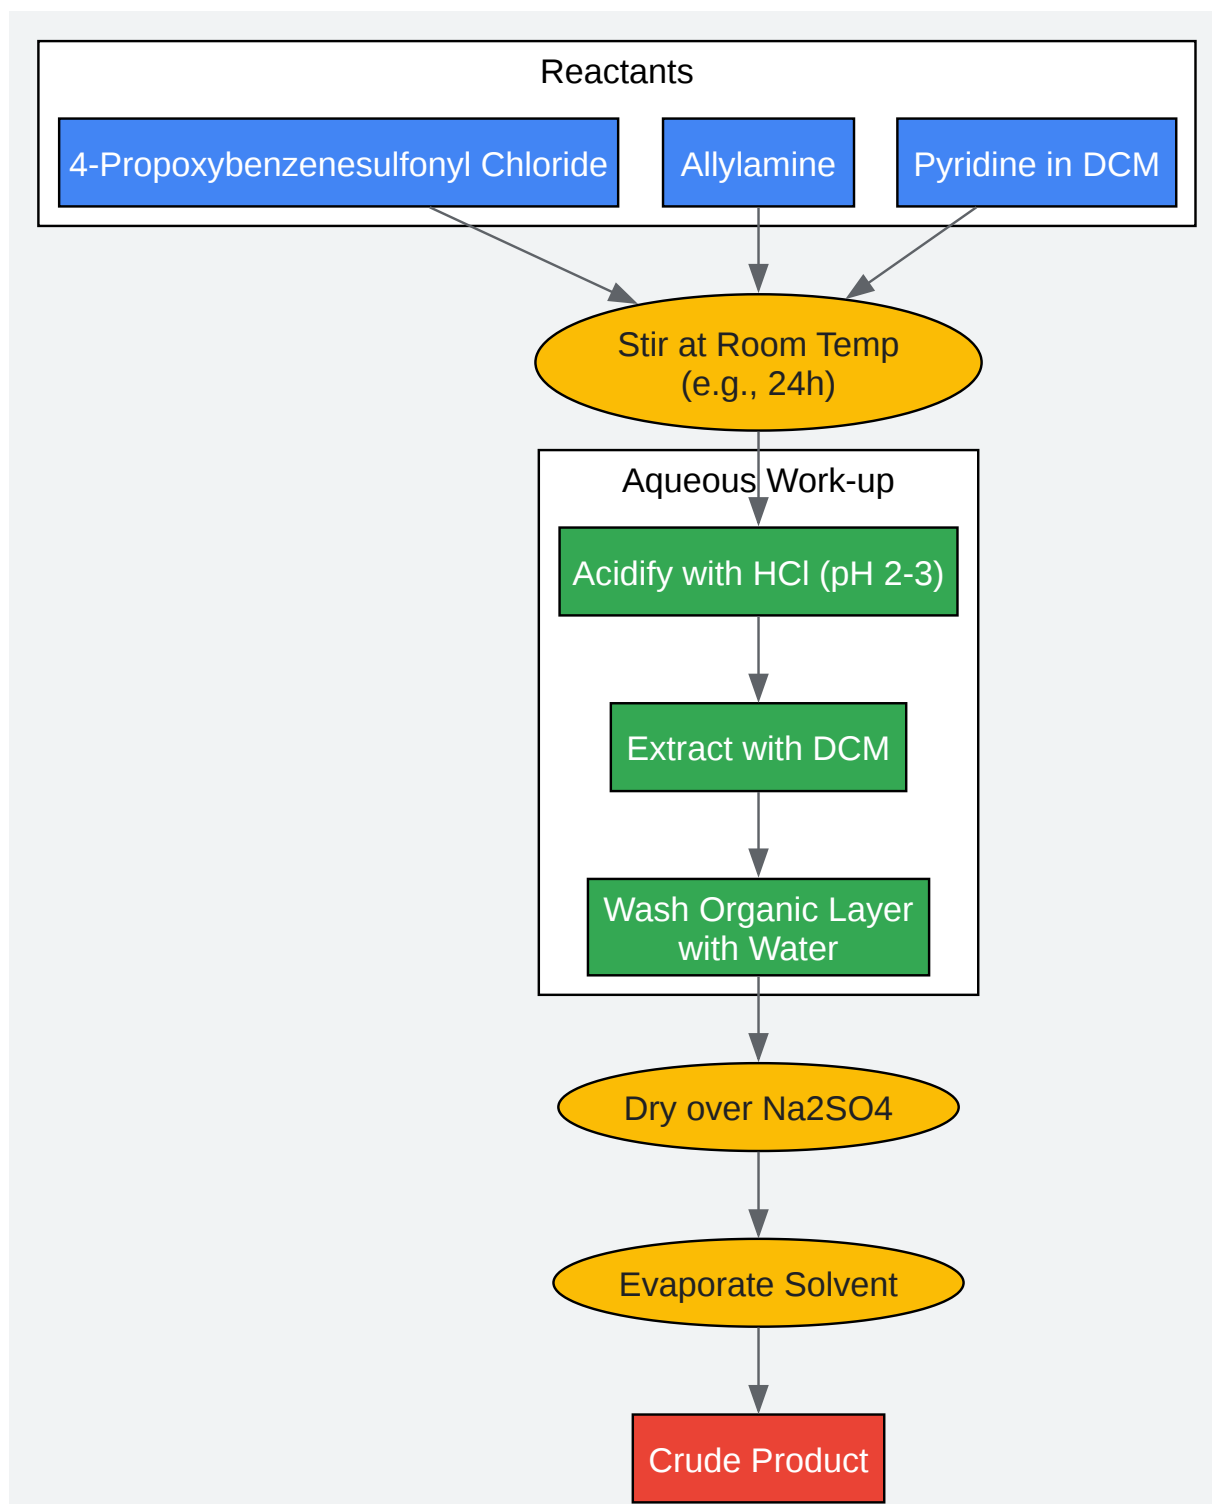 Reactants
4-Propoxybenzenesulfonyl Chloride
Allylamine
Pyridine in DCM
Stir at Room Temp
(e.g., 24h)
Aqueous Work-up
Acidify with HCl (pH 2-3)
Extract with DCM
Wash Organic Layer
with Water
Dry over Na2SO4
Evaporate Solvent
Crude Product